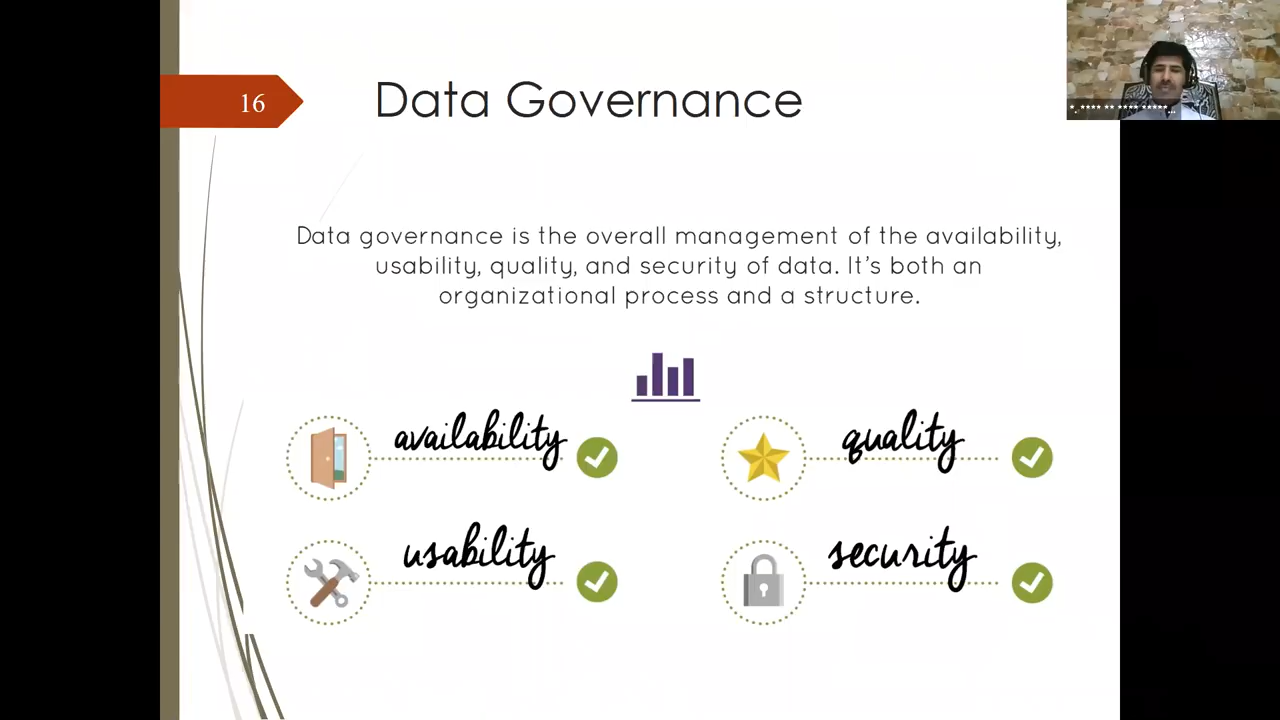 16
Data Governance
Data governance is the overall management of the availability,
usability, quality, and security of data. It's both an
organizational process and a structure.
availability
quality
usability
security
*. **** ** **** *****...